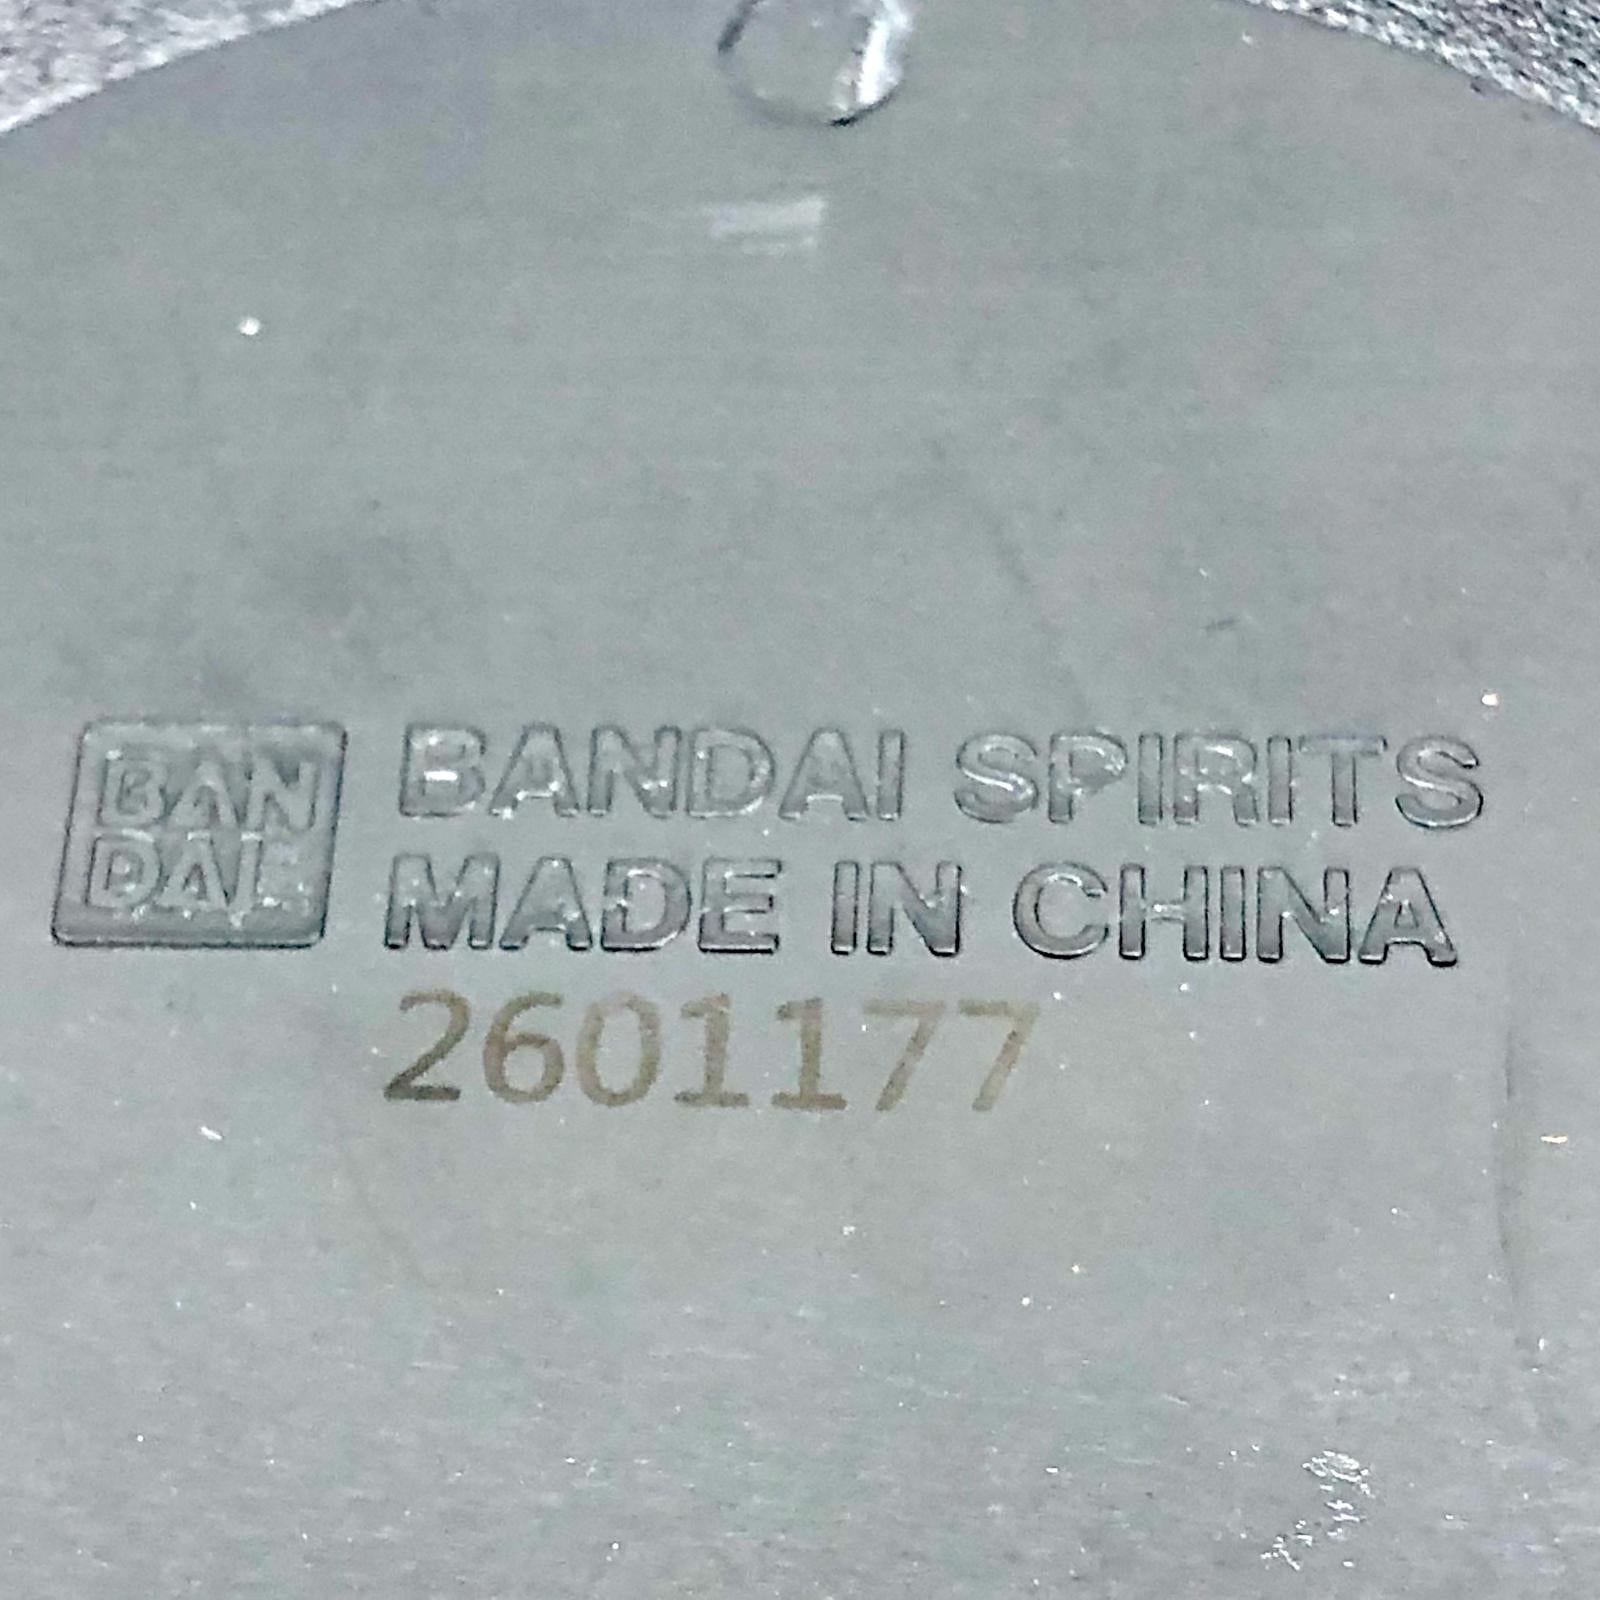 BAN
DAI
BANDAI SPIRITS
MADE IN CHINA
2601177